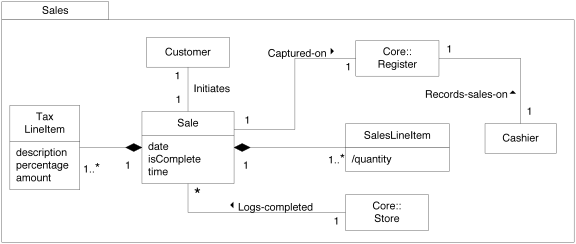 Sales
Customer
Captured-on
Core::
Register
1
1
1
Initiates
Records-sales-on
1
Tax
LineItem
Sale
1
1
SalesLineItem
Cashier
description
percentage
amount
date
isComplete
time
/quantity
1..*
1
1
1..*
*
Logs-completed
1
Core::
Store